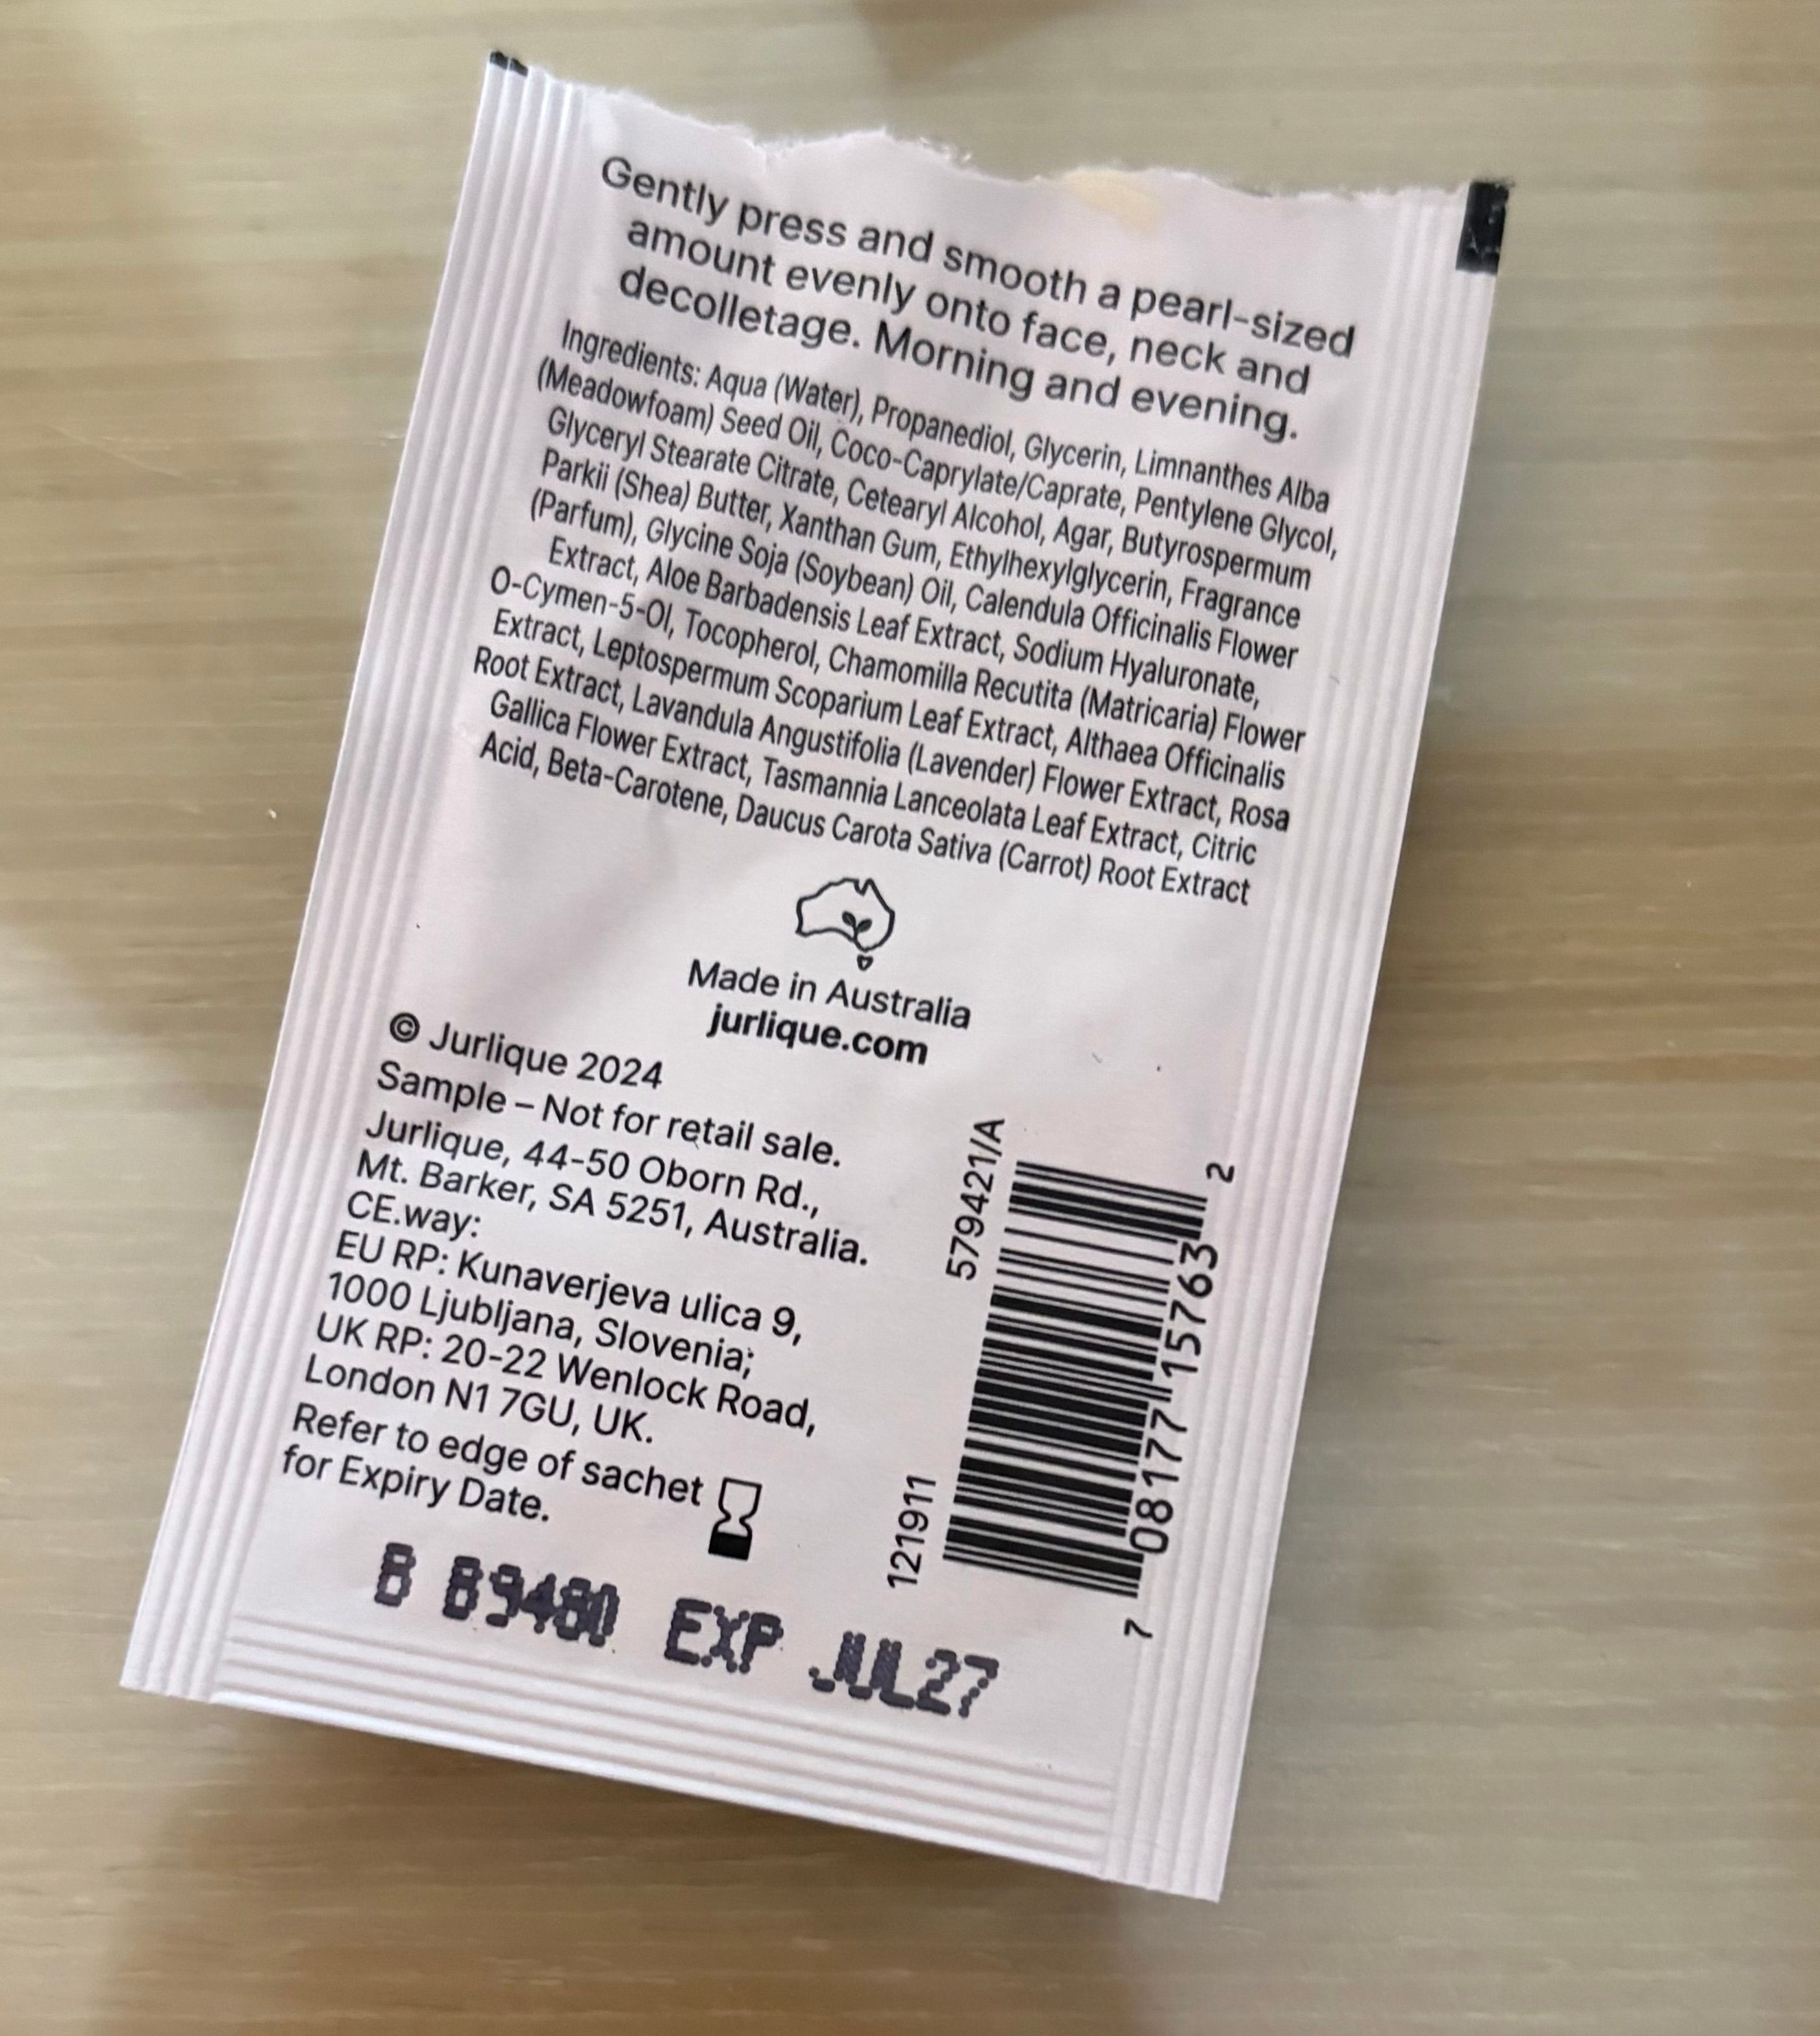 Gently press and smooth a pearl-sized
amount evenly onto face, neck and
decolletage. Morning and evening.
Ingredients: Aqua (Water), Propanediol, Glycerin, Limnanthes Alba
(Meadowfoam) Seed Oil, Coco-Caprylate/Caprate, Pentylene Glycol,
Glyceryl Stearate Citrate, Cetearyl Alcohol, Agar, Butyrospermum
Parkii (Shea) Butter, Xanthan Gum, Ethylhexylglycerin, Fragrance
(Parfum), Glycine Soja (Soybean) Oil, Calendula Officinalis Flower
Extract, Aloe Barbadensis Leaf Extract, Sodium Hyaluronate,
O-Cymen-5-Ol, Tocopherol, Chamomilla Recutita (Matricaria) Flower
Extract, Leptospermum Scoparium Leaf Extract, Althaea Officinalis
Root Extract, Lavandula Angustifolia (Lavender) Flower Extract, Rosa
Gallica Flower Extract, Tasmannia Lanceolata Leaf Extract, Citric
Acid, Beta-Carotene, Daucus Carota Sativa (Carrot) Root Extract
Made in Australia
jurlique.com
© Jurlique 2024
Sample – Not for retail sale.
Jurlique, 44-50 Oborn Rd.,
Mt. Barker, SA 5251, Australia.
CE.way:
EU RP: Kunaverjeva ulica 9,
1000 Ljubljana, Slovenia;
UK RP: 20-22 Wenlock Road,
London N1 7GU, UK.
Refer to edge of sachet
for Expiry Date.
121911 579421/A
7 08177 15763 2
B B9480 EXP JUL27